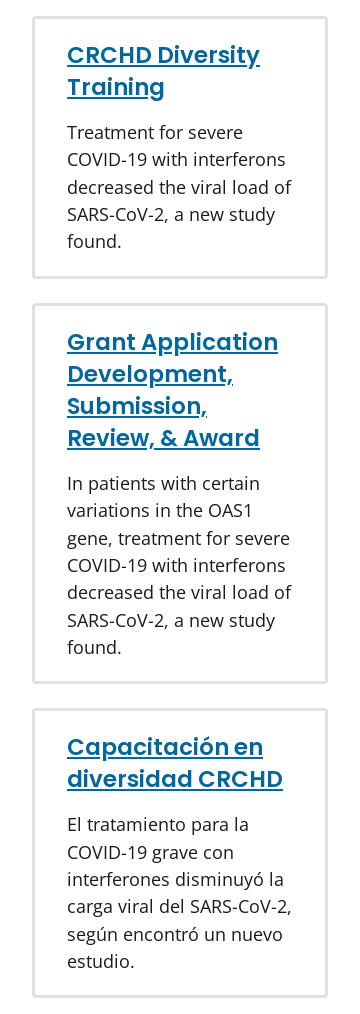 CRCHD Diversity
Training
Treatment for severe
COVID-19 with interferons
decreased the viral load of
SARS-CoV-2, a new study
found.
Grant Application
Development,
Submission,
Review, & Award
In patients with certain
variations in the OAS1
gene, treatment for severe
COVID-19 with interferons
decreased the viral load of
SARS-CoV-2, a new study
found.
Capacitación en
diversidad CRCHD
El tratamiento para la
COVID-19 grave con
interferones disminuyó la
carga viral del SARS-CoV-2,
según encontró un nuevo
estudio.